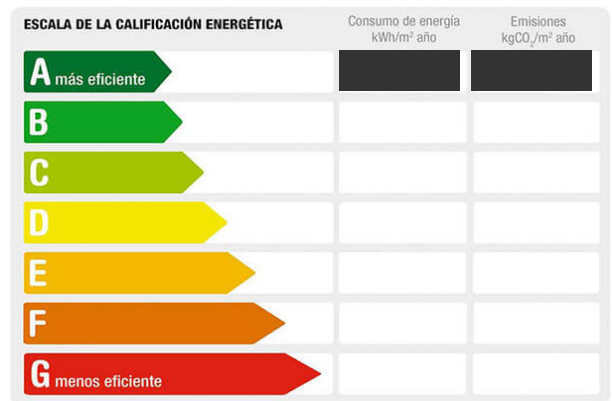 ESCALA DE LA CALIFICACIÓN ENERGÉTICA
Consumo de energía
kWh/m² año
Emisiones
kgCO₂/m² año
A más eficiente
B
C
D
E
F
G menos eficiente